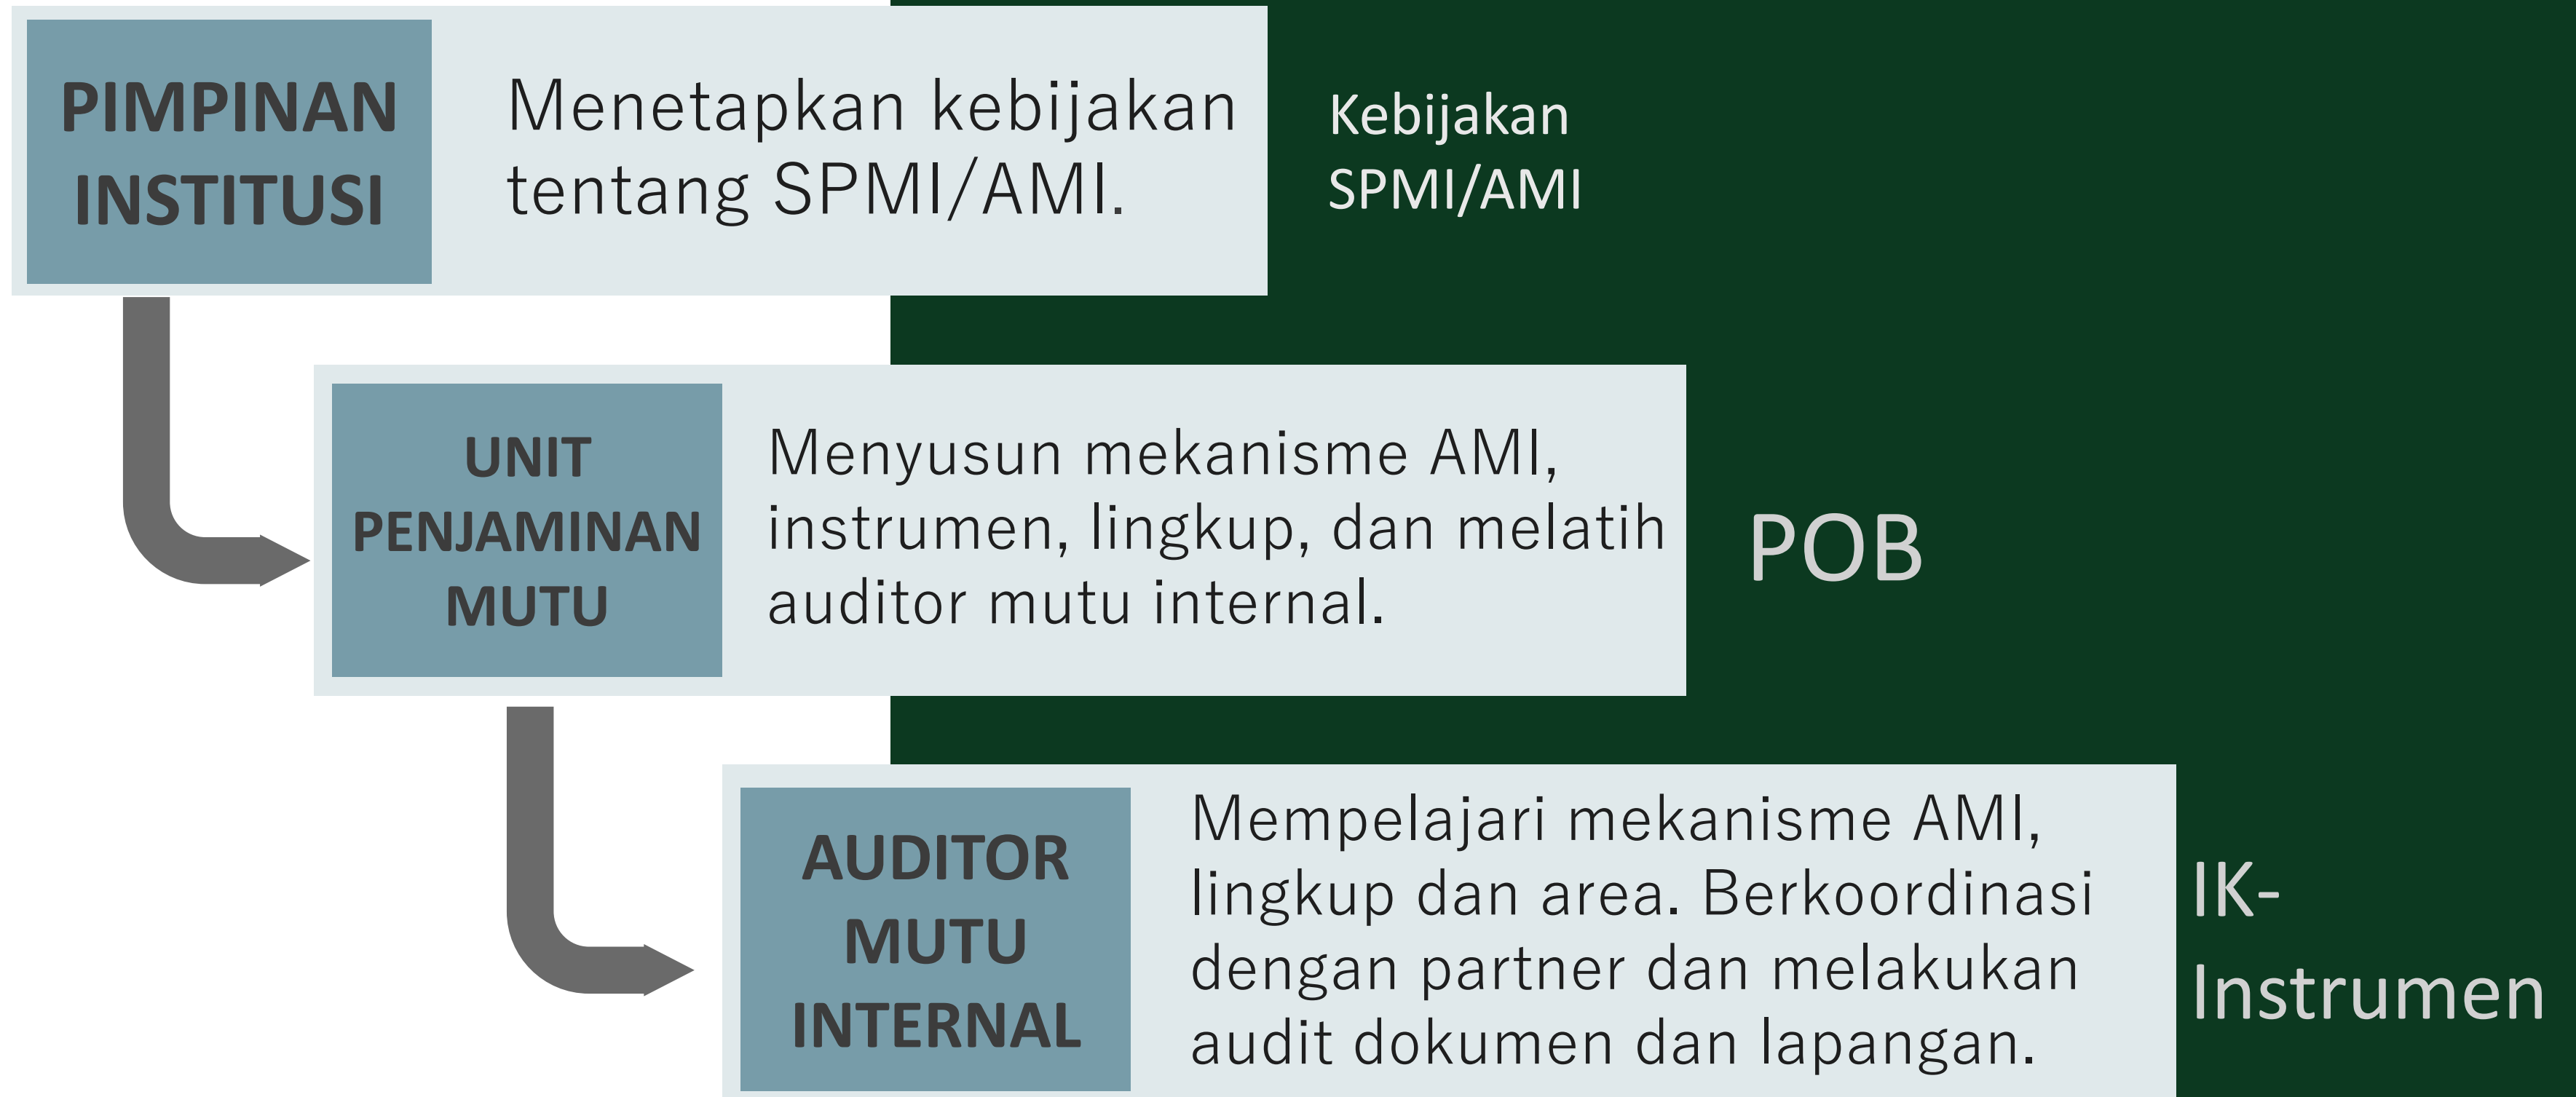 PIMPINAN
INSTITUSI
Menetapkan kebijakan
tentang SPMI/AMI.
Kebijakan
SPMI/AMI
UNIT
PENJAMINAN
MUTU
Menyusun mekanisme AMI,
instrumen, lingkup, dan melatih
auditor mutu internal.
POB
AUDITOR
MUTU
INTERNAL
Mempelajari mekanisme AMI,
lingkup dan area. Berkoordinasi
dengan partner dan melakukan
audit dokumen dan lapangan.
IK-
Instrumen